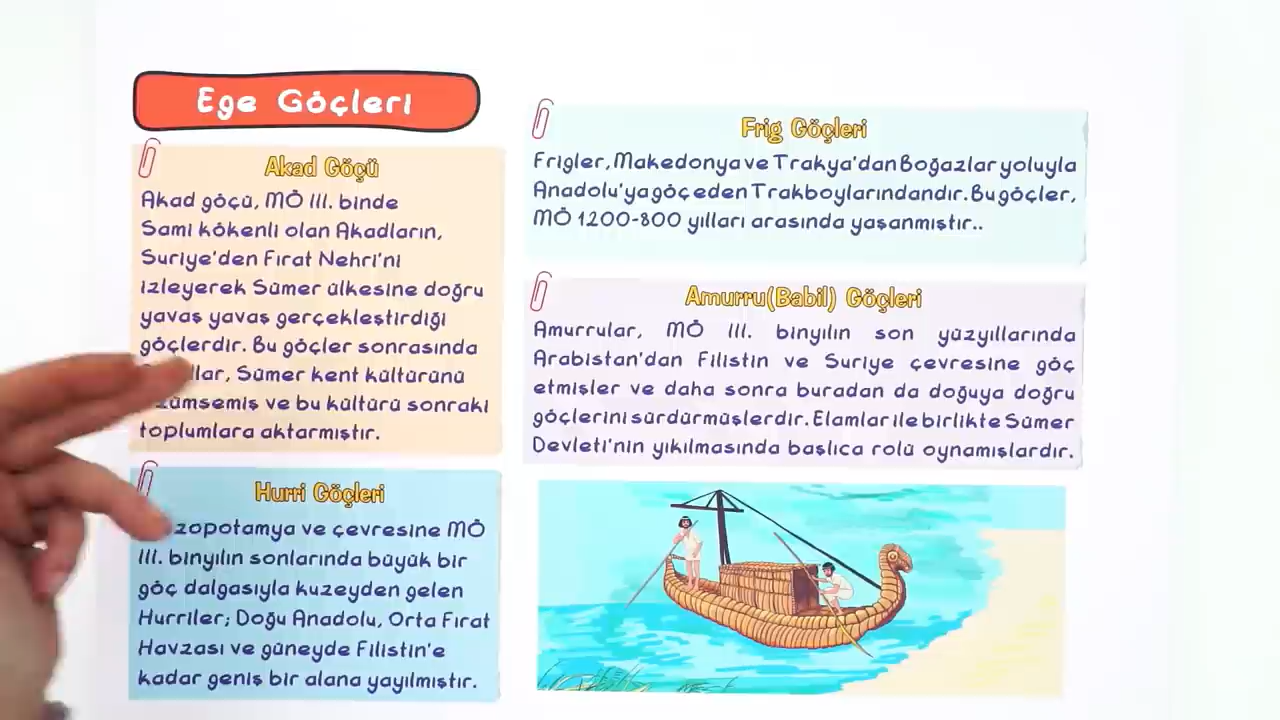 Ege Göçleri
Akad Göçü
Akad göçü, MÖ III. binde
Sami kökenli olan Akadların,
Suriye'den Fırat Nehri'ni
izleyerek Sümer ülkesine doğru
yavaş yavaş gerçekleştirdiği
göçlerdir. Bu göçler sonrasında
Sümer kent kültürünü
ve bu kültürü sonraki
toplumlara aktarmıştır.
Hurri Göçleri
ve çevresine MÖ
III. binyılın sonlarında büyük bir
göç dalgasıyla kuzeyden gelen
Hurriler; Doğu Anadolu, Orta Fırat
Havzası ve güneyde Filistin'e
kadar geniş bir alana yayılmıştır.
Frig Göçleri
Frigler, Makedonya ve Trakya'dan Boğazlar yoluyla
Anadolu'ya göç eden Trak boylarındandır. Bu göçler,
MÖ 1200-800 yılları arasında yaşanmıştır..
Amurru(Babil) Göçleri
Amurrular, MÖ III. binyılın son yüzyıllarında
Arabistan'dan Filistin ve Suriye çevresine göç
etmişler ve daha sonra buradan da doğuya doğru
göçlerini sürdürmüşlerdir. Elamlar ile birlikte Sümer
Devleti'nin yıkılmasında başlıca rolü oynamışlardır.